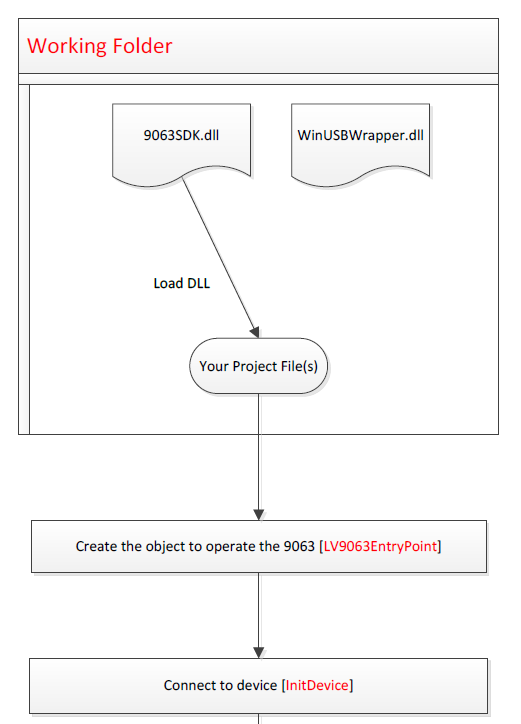 Working Folder
9063SDK.dll
WinUSBWrapper.dll
Load DLL
Your Project File(s)
Create the object to operate the 9063 [LV9063EntryPoint]
Connect to device [InitDevice]